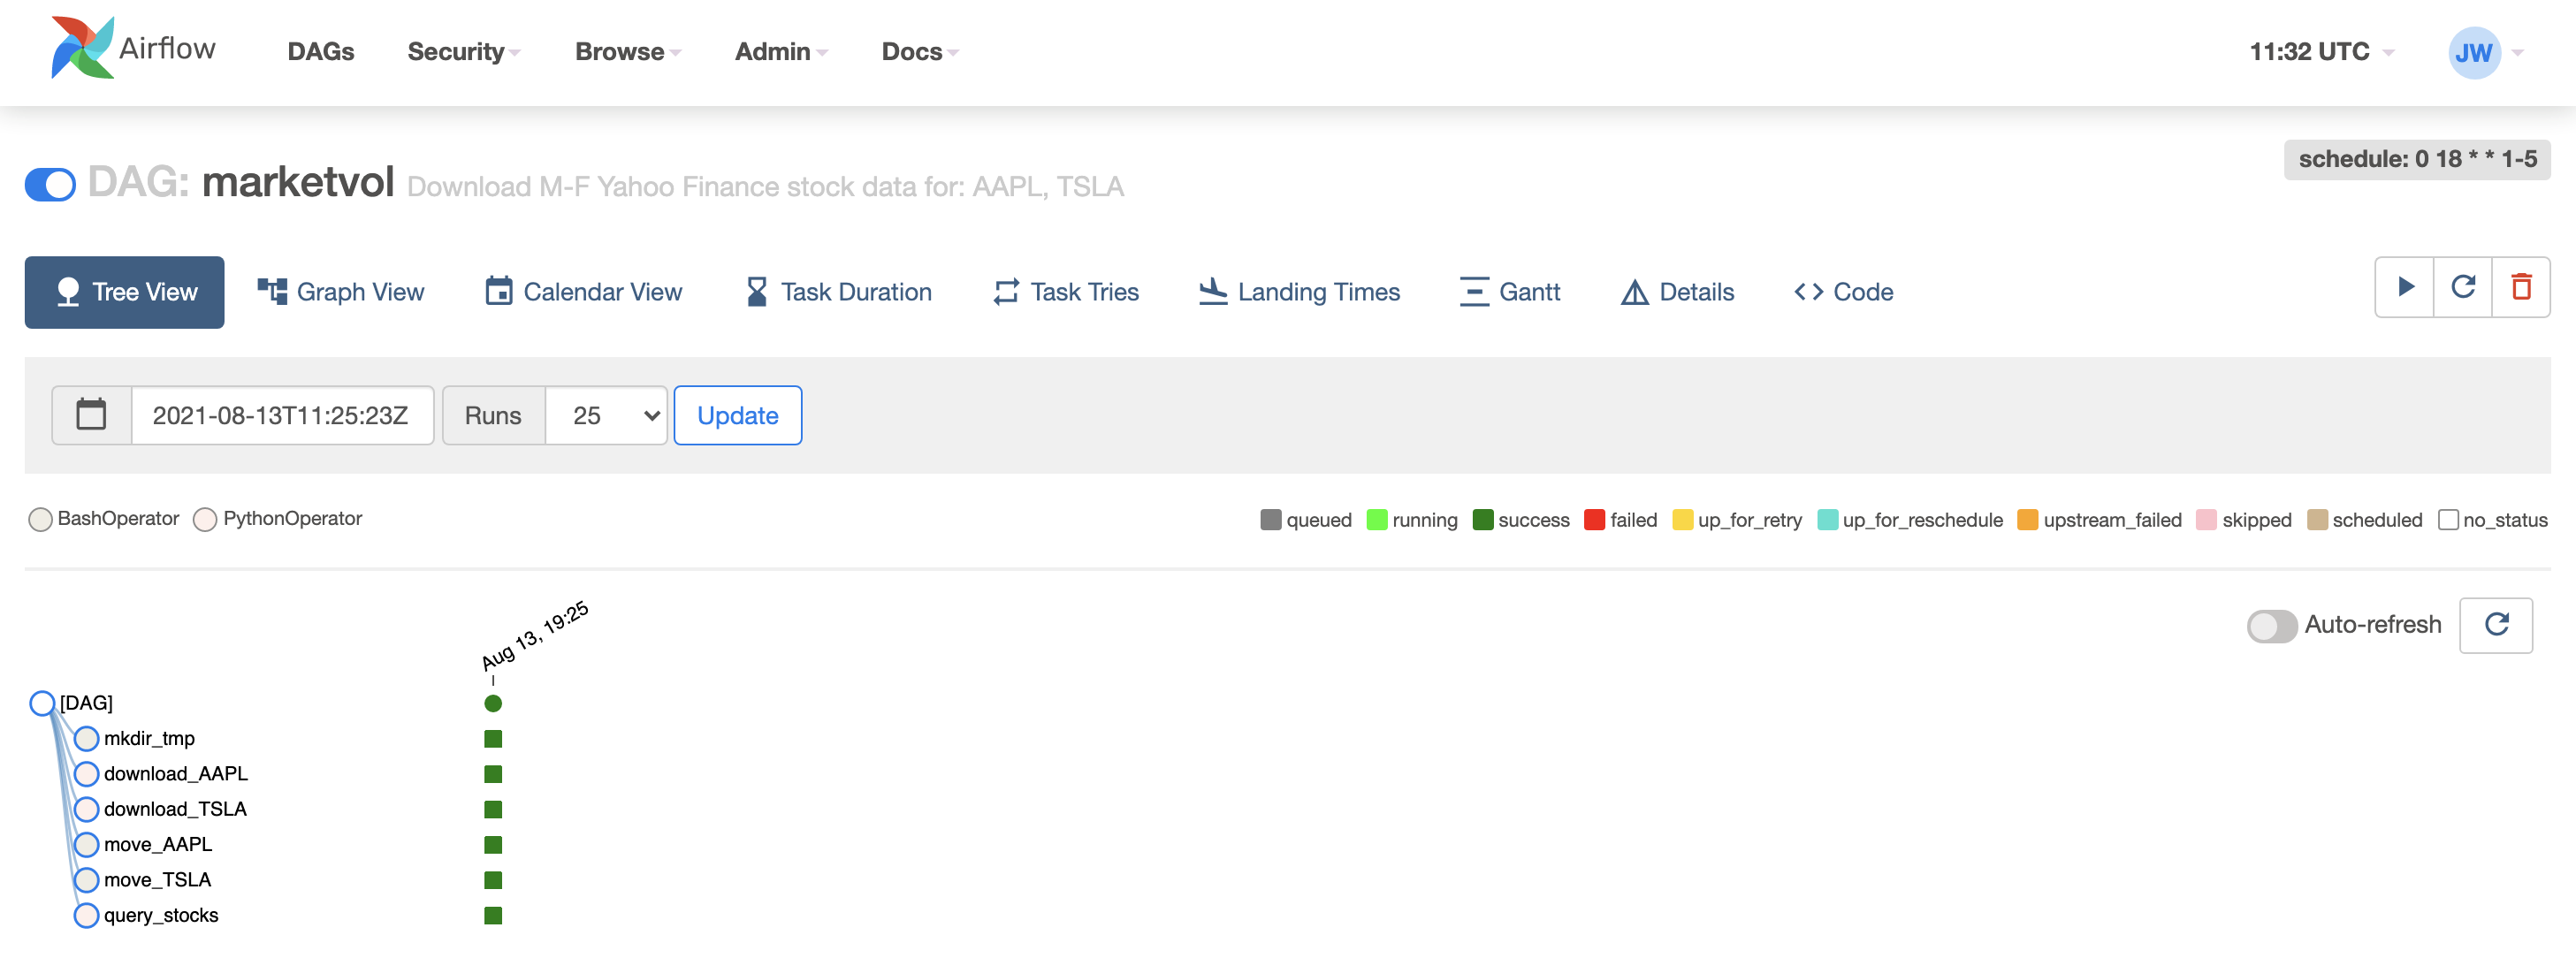 Airflow DAGs Security Browse Admin Docs 11:32 UTC JW
schedule: 0 18 * * 1-5
DAG: marketvol Download M-F Yahoo Finance stock data for: AAPL, TSLA
Tree View Graph View Calendar View Task Duration Task Tries Landing Times Gantt Details Code
2021-08-13T11:25:23Z Runs 25 Update
BashOperator PythonOperator queued running success failed up_for_retry up_for_reschedule upstream_failed skipped scheduled no_status
Auto-refresh
Aug 13, 19:25
[DAG]
mkdir_tmp
download_AAPL
download_TSLA
move_AAPL
move_TSLA
query_stocks